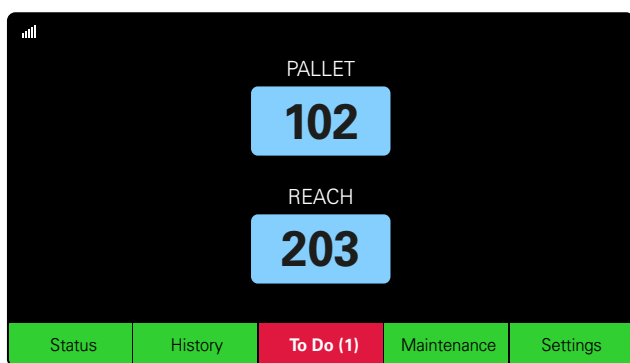 PALLET
102
REACH
203
Status History To Do (1) Maintenance Settings